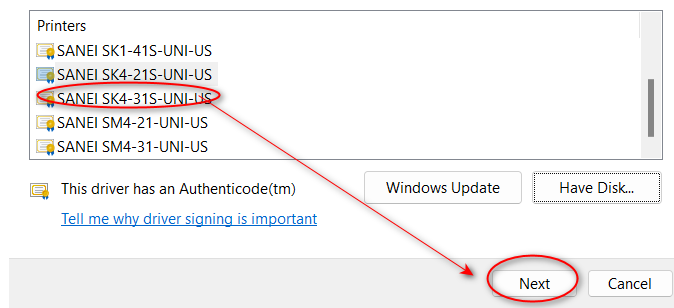 Printers
SANEI SK1-41S-UNI-US
SANEI SK4-21S-UNI-US
SANEI SK4-31S-UNI-US
SANEI SM4-21-UNI-US
SANEI SM4-31-UNI-US
This driver has an Authenticode(tm)
Windows Update
Have Disk...
Tell me why driver signing is important
Next
Cancel